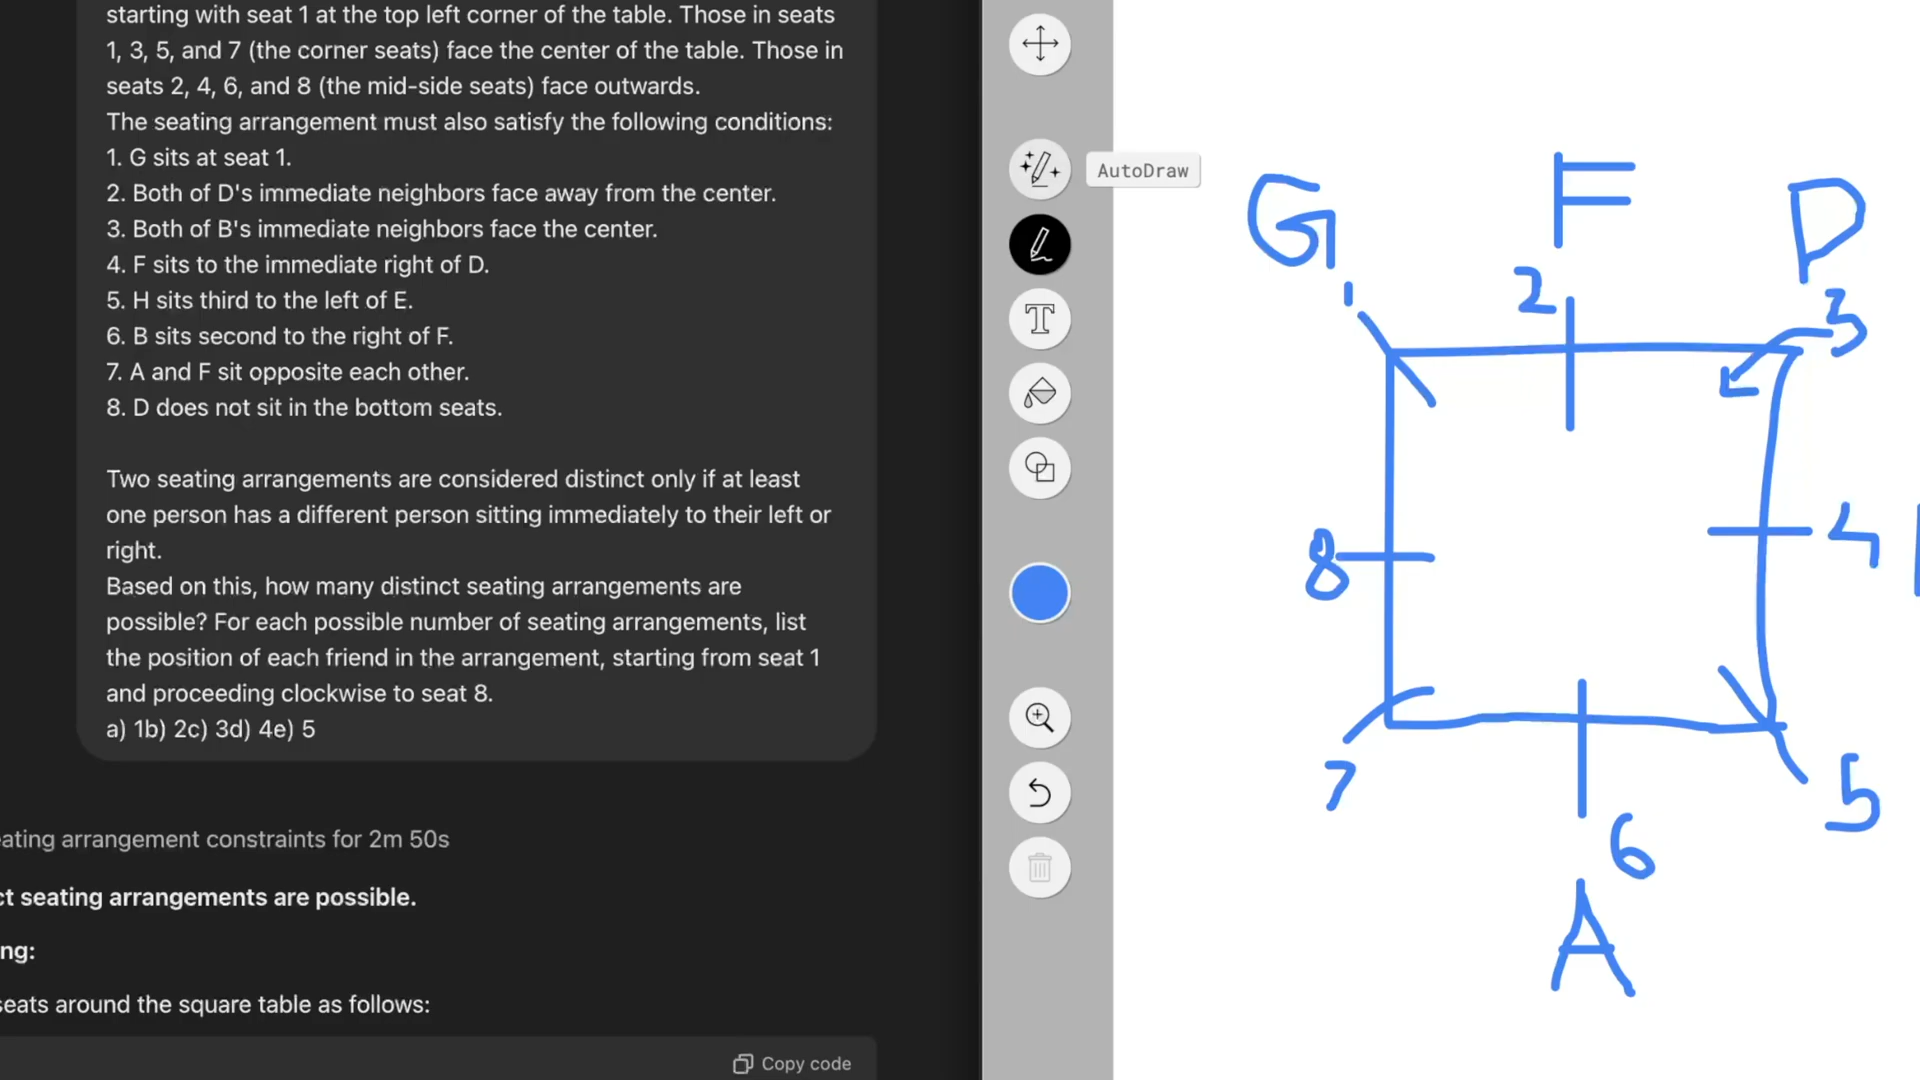 starting with seat 1 at the top left corner of the table. Those in seats
1, 3, 5, and 7 (the corner seats) face the center of the table. Those in
seats 2, 4, 6, and 8 (the mid-side seats) face outwards.
The seating arrangement must also satisfy the following conditions:
1. G sits at seat 1.
2. Both of D's immediate neighbors face away from the center.
3. Both of B's immediate neighbors face the center.
4. F sits to the immediate right of D.
5. H sits third to the left of E.
6. B sits second to the right of F.
7. A and F sit opposite each other.
8. D does not sit in the bottom seats.
Two seating arrangements are considered distinct only if at least
one person has a different person sitting immediately to their left or
right.
Based on this, how many distinct seating arrangements are
possible? For each possible number of seating arrangements, list
the position of each friend in the arrangement, starting from seat 1
and proceeding clockwise to seat 8.
a) 1b) 2c) 3d) 4e) 5
eating arrangement constraints for 2m 50s
ct seating arrangements are possible.
ng:
seats around the square table as follows:
Copy code
AutoDraw
G F D
1 2 3
8 4
7 6 5
A